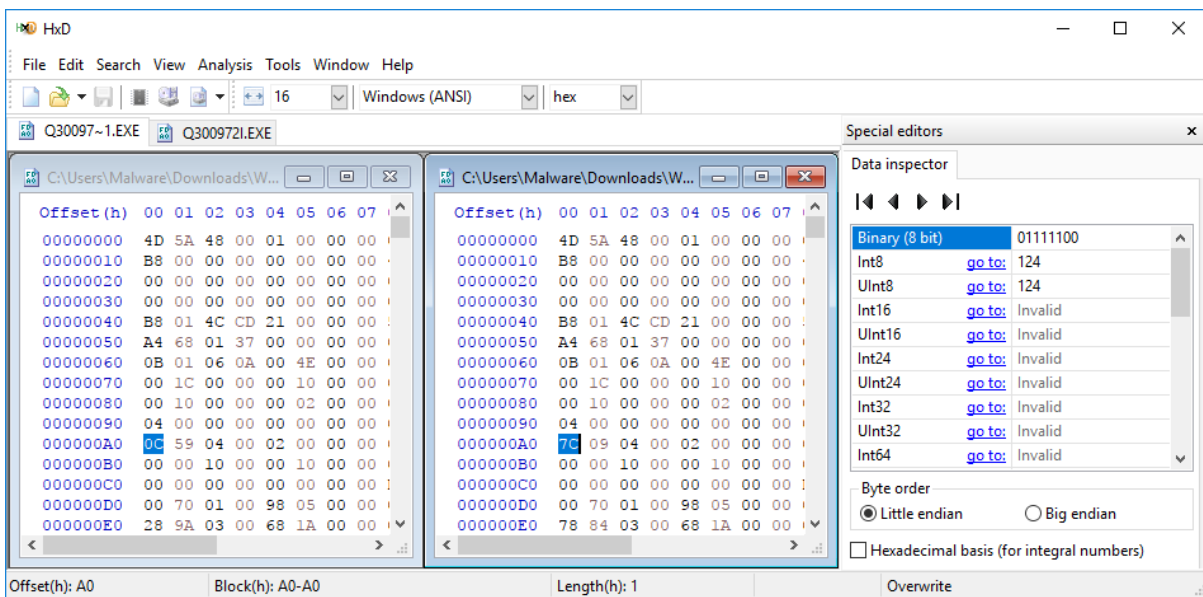 HxD
File Edit Search View Analysis Tools Window Help
16 Windows (ANSI) hex
Q30097~1.EXE Q300972I.EXE
C:\Users\Malware\Downloads\W...
Offset(h) 00 01 02 03 04 05 06 07
00000000 4D 5A 48 00 01 00 00 00
00000010 B8 00 00 00 00 00 00 00
00000020 00 00 00 00 00 00 00 00
00000030 00 00 00 00 00 00 00 00
00000040 B8 01 4C CD 21 00 00 00
00000050 A4 68 01 37 00 00 00 00
00000060 0B 01 06 0A 00 4E 00 00
00000070 00 1C 00 00 00 10 00 00
00000080 00 10 00 00 00 02 00 00
00000090 04 00 00 00 00 00 00 00
000000A0 0C 59 04 00 02 00 00 00
000000B0 00 00 10 00 00 10 00 00
000000C0 00 00 00 00 00 00 00 00
000000D0 00 70 01 00 98 05 00 00
000000E0 28 9A 03 00 68 1A 00 00
C:\Users\Malware\Downloads\W...
Offset(h) 00 01 02 03 04 05 06 07
00000000 4D 5A 48 00 01 00 00 00
00000010 B8 00 00 00 00 00 00 00
00000020 00 00 00 00 00 00 00 00
00000030 00 00 00 00 00 00 00 00
00000040 B8 01 4C CD 21 00 00 00
00000050 A4 68 01 37 00 00 00 00
00000060 0B 01 06 0A 00 4E 00 00
00000070 00 1C 00 00 00 10 00 00
00000080 00 10 00 00 00 02 00 00
00000090 04 00 00 00 00 00 00 00
000000A0 7C 09 04 00 02 00 00 00
000000B0 00 00 10 00 00 10 00 00
000000C0 00 00 00 00 00 00 00 00
000000D0 00 70 01 00 98 05 00 00
000000E0 78 84 03 00 68 1A 00 00
Special editors
Data inspector
Binary (8 bit) 01111100
Int8 go to: 124
UInt8 go to: 124
Int16 go to: Invalid
UInt16 go to: Invalid
Int24 go to: Invalid
UInt24 go to: Invalid
Int32 go to: Invalid
UInt32 go to: Invalid
Int64 go to: Invalid
Byte order
Little endian Big endian
Hexadecimal basis (for integral numbers)
Offset(h): A0 Block(h): A0-A0 Length(h): 1 Overwrite